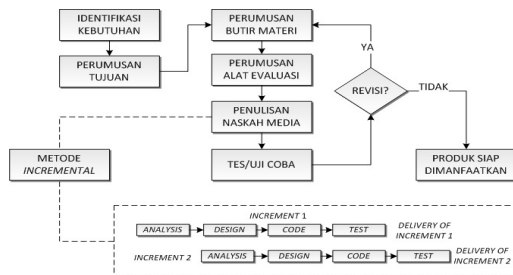 IDENTIFIKASI
KEBUTUHAN
PERUMUSAN
TUJUAN
PERUMUSAN
BUTIR MATERI
PERUMUSAN
ALAT EVALUASI
PENULISAN
NASKAH MEDIA
TES/UJI COBA
YA
REVISI?
TIDAK
PRODUK SIAP
DIMANFAATKAN
METODE
INCREMENTAL
INCREMENT 1
ANALYSIS DESIGN CODE TEST
DELIVERY OF
INCREMENT 1
INCREMENT 2
ANALYSIS DESIGN CODE TEST
DELIVERY OF
INCREMENT 2